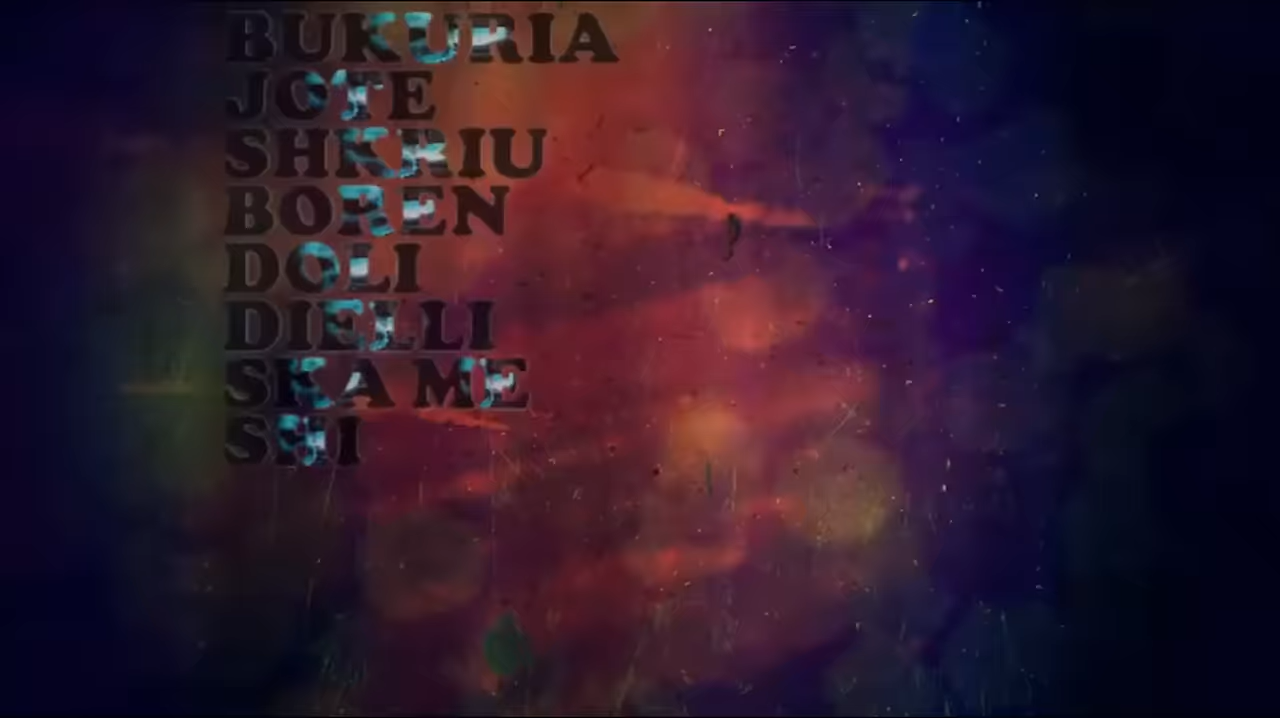 BUKURIA
JOTE
SHKRIU
BOREN
DOLI
DIELLI
SKA ME
SHI